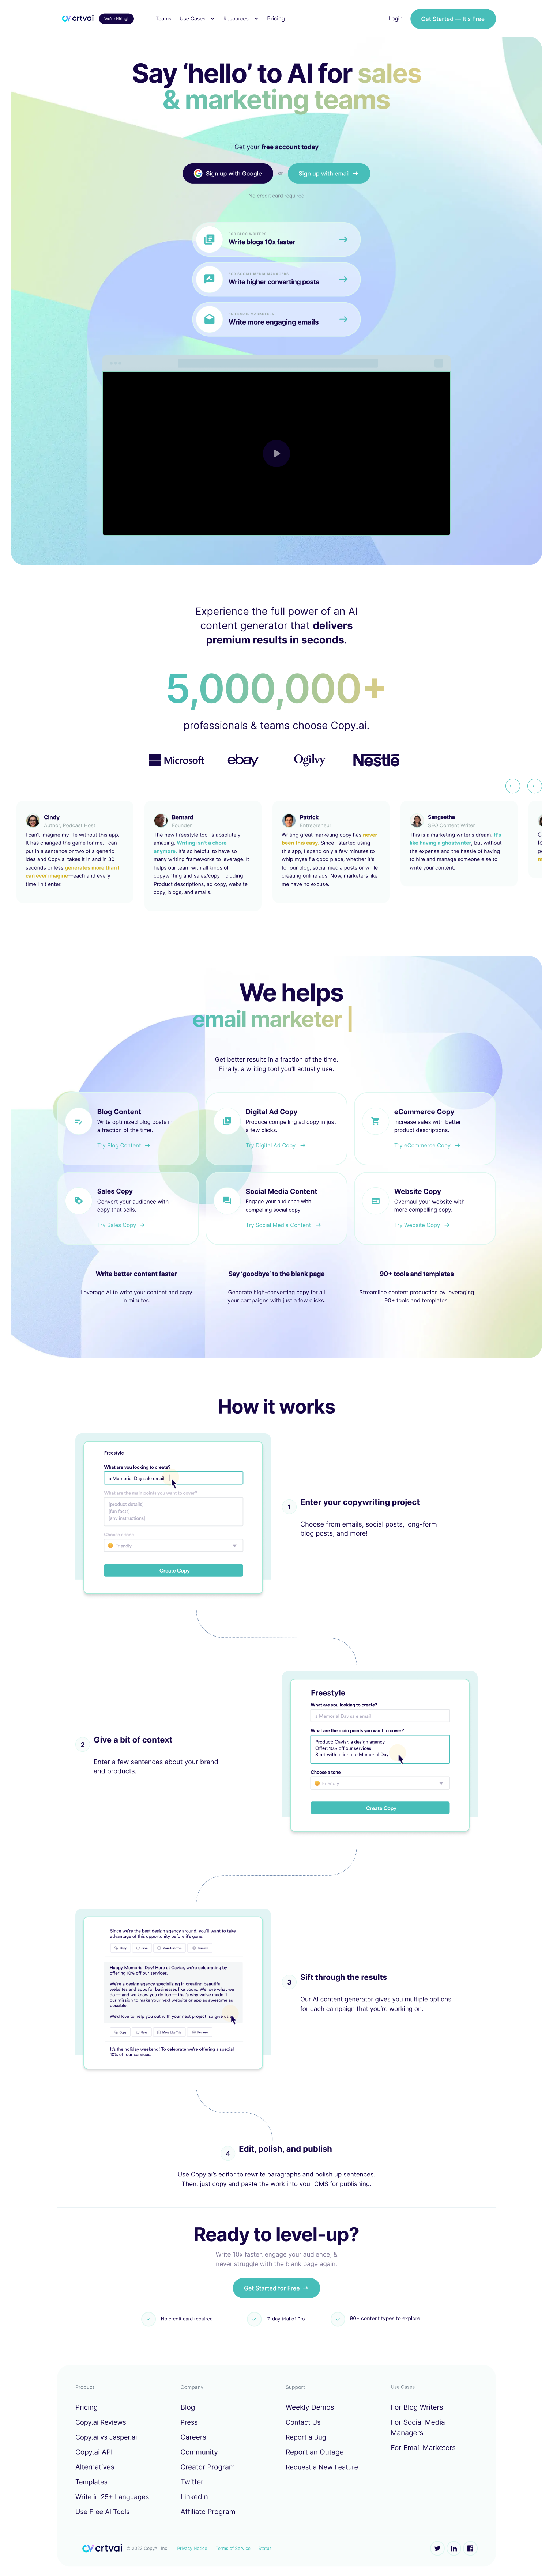 crtvai
We're Hiring!
Teams
Use Cases
Resources
Pricing
Login
Get Started — It's Free
Say ‘hello’ to AI for sales
& marketing teams
Get your free account today
Sign up with Google
or
Sign up with email
No credit card required
FOR BLOG WRITERS
Write blogs 10x faster
FOR SOCIAL MEDIA MANAGERS
Write higher converting posts
FOR EMAIL MARKETERS
Write more engaging emails
Experience the full power of an AI
content generator that delivers
premium results in seconds.
5,000,000+
professionals & teams choose Copy.ai.
Microsoft
ebay
Ogilvy
Nestlé
Cindy
Author, Podcast Host
I can't imagine my life without this app.
It has changed the game for me. I can
put in a sentence or two of a generic
idea and Copy.ai takes it in and in 30
seconds or less generates more than I
can ever imagine—each and every
time I hit enter.
Bernard
Founder
The new Freestyle tool is absolutely
amazing. Writing isn't a chore
anymore. It's helpful to have so
many writing frameworks to leverage. It
helps our team with all kinds of
copywriting and sales/copy including
Product descriptions, ad copy, website
copy, blogs, and emails.
Patrick
Entrepreneur
Writing great marketing copy has never
been this easy. Since I started using
this app, I spend only a few minutes to
whip myself a good piece, whether it's
for our blog, social media posts or while
creating online ads. Now, marketers like
me have no excuse.
Sangeetha
SEO Content Writer
This is a marketing writer's dream. It's
like having a ghostwriter, but without
the expense and the hassle of having
to hire and manage someone else to
write your content.
We helps
email marketer |
Get better results in a fraction of the time.
Finally, a writing tool you'll actually use.
Blog Content
Write optimized blog posts in
a fraction of the time.
Try Blog Content
Digital Ad Copy
Produce compelling ad copy in just
a few clicks.
Try Digital Ad Copy
eCommerce Copy
Increase sales with better
product descriptions.
Try eCommerce Copy
Sales Copy
Convert your audience with
copy that sells.
Try Sales Copy
Social Media Content
Engage your audience with
compelling social copy.
Try Social Media Content
Website Copy
Overhaul your website with
more compelling copy.
Try Website Copy
Write better content faster
Leverage AI to write your content and copy
in minutes.
Say ‘goodbye’ to the blank page
Generate high-converting copy for all
your campaigns with just a few clicks.
90+ tools and templates
Streamline content production by leveraging
90+ tools and templates.
How it works
Freestyle
What are you looking to create?
a Memorial Day sale email
What are the main points you want to cover?
[product details]
[fun facts]
[any instructions]
Choose a tone
Friendly
Create Copy
1
Enter your copywriting project
Choose from emails, social posts, long-form
blog posts, and more!
2
Give a bit of context
Enter a few sentences about your brand
and products.
Freestyle
What are you looking to create?
a Memorial Day sale email
What are the main points you want to cover?
Product: Caviar, a design agency
Offer: 10% off our services
Start with a tie-in to Memorial Day
Choose a tone
Friendly
Create Copy
Since we're the best design agency around, you'll want to take
advantage of this opportunity before it's gone.
Copy
Save
More Like This
Remove
Happy Memorial Day! Here at Caviar, we're celebrating by
offering 10% off our services.
We're a design agency specializing in creating beautiful
websites and apps for businesses like yours. We love what we
do — and we know you do too — that's why we've made it
our mission to make your next website or app as awesome as
possible.
We'd love to help you out with your next project, so give us
Copy
Save
More Like This
Remove
It's the holiday weekend! To celebrate we're offering a special
10% off our services.
3
Sift through the results
Our AI content generator gives you multiple options
for each campaign that you're working on.
4
Edit, polish, and publish
Use Copy.ai's editor to rewrite paragraphs and polish up sentences.
Then, just copy and paste the work into your CMS for publishing.
Ready to level-up?
Write 10x faster, engage your audience, &
never struggle with the blank page again.
Get Started for Free
No credit card required
7-day trial of Pro
90+ content types to explore
Product
Pricing
Copy.ai Reviews
Copy.ai vs Jasper.ai
Copy.ai API
Alternatives
Templates
Write in 25+ Languages
Use Free AI Tools
Company
Blog
Press
Careers
Community
Creator Program
Twitter
LinkedIn
Affiliate Program
Support
Weekly Demos
Contact Us
Report a Bug
Report an Outage
Request a New Feature
Use Cases
For Blog Writers
For Social Media
Managers
For Email Marketers
crtvai
© 2023 CopyAI, Inc.
Privacy Notice
Terms of Service
Status